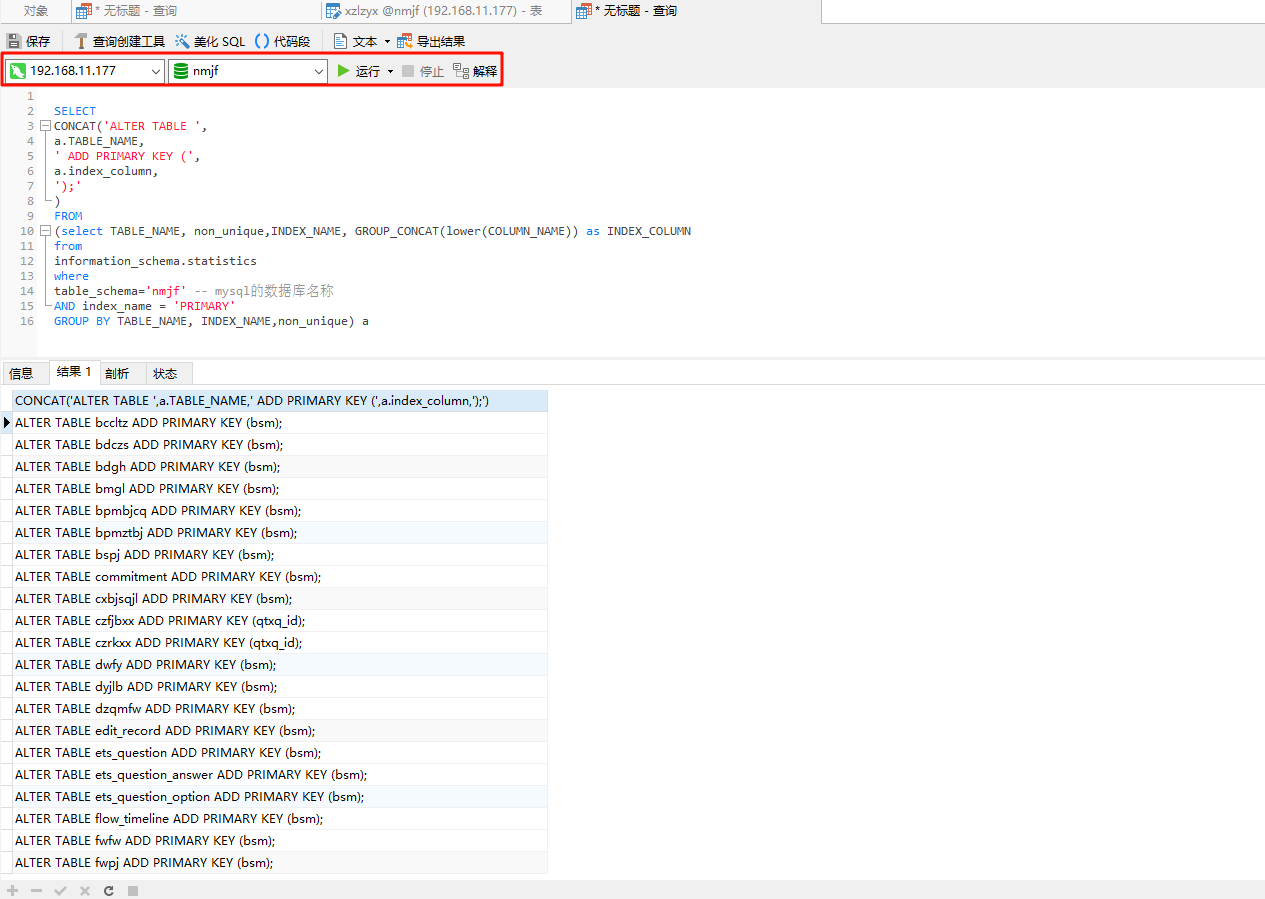 对象 * 无标题 - 查询 xzlzyx @nmjf (192.168.11.177) - 表 * 无标题 - 查询
保存 查询创建工具 美化 SQL 代码段 文本 导出结果
192.168.11.177 nmjf 运行 停止 解释
1
2 SELECT
3 CONCAT('ALTER TABLE ',
4 a.TABLE_NAME,
5 ' ADD PRIMARY KEY (',
6 a.index_column,
7 ');'
8 )
9 FROM
10 (select TABLE_NAME, non_unique,INDEX_NAME, GROUP_CONCAT(lower(COLUMN_NAME)) as INDEX_COLUMN
11 from
12 information_schema.statistics
13 where
14 table_schema='nmjf' -- mysql的数据库名称
15 AND index_name = 'PRIMARY'
16 GROUP BY TABLE_NAME, INDEX_NAME,non_unique) a
信息 结果 1 剖析 状态
CONCAT('ALTER TABLE ',a.TABLE_NAME,' ADD PRIMARY KEY (',a.index_column,');')
ALTER TABLE bccltz ADD PRIMARY KEY (bsm);
ALTER TABLE bdczs ADD PRIMARY KEY (bsm);
ALTER TABLE bdgh ADD PRIMARY KEY (bsm);
ALTER TABLE bmgl ADD PRIMARY KEY (bsm);
ALTER TABLE bpmbjcq ADD PRIMARY KEY (bsm);
ALTER TABLE bpmztbj ADD PRIMARY KEY (bsm);
ALTER TABLE bspj ADD PRIMARY KEY (bsm);
ALTER TABLE commitment ADD PRIMARY KEY (bsm);
ALTER TABLE cxbjsqjl ADD PRIMARY KEY (bsm);
ALTER TABLE czfjbxx ADD PRIMARY KEY (qtxq_id);
ALTER TABLE czrkxx ADD PRIMARY KEY (qtxq_id);
ALTER TABLE dwfy ADD PRIMARY KEY (bsm);
ALTER TABLE dyjlb ADD PRIMARY KEY (bsm);
ALTER TABLE dzqmfw ADD PRIMARY KEY (bsm);
ALTER TABLE edit_record ADD PRIMARY KEY (bsm);
ALTER TABLE ets_question ADD PRIMARY KEY (bsm);
ALTER TABLE ets_question_answer ADD PRIMARY KEY (bsm);
ALTER TABLE ets_question_option ADD PRIMARY KEY (bsm);
ALTER TABLE flow_timeline ADD PRIMARY KEY (bsm);
ALTER TABLE fwfw ADD PRIMARY KEY (bsm);
ALTER TABLE fwpj ADD PRIMARY KEY (bsm);